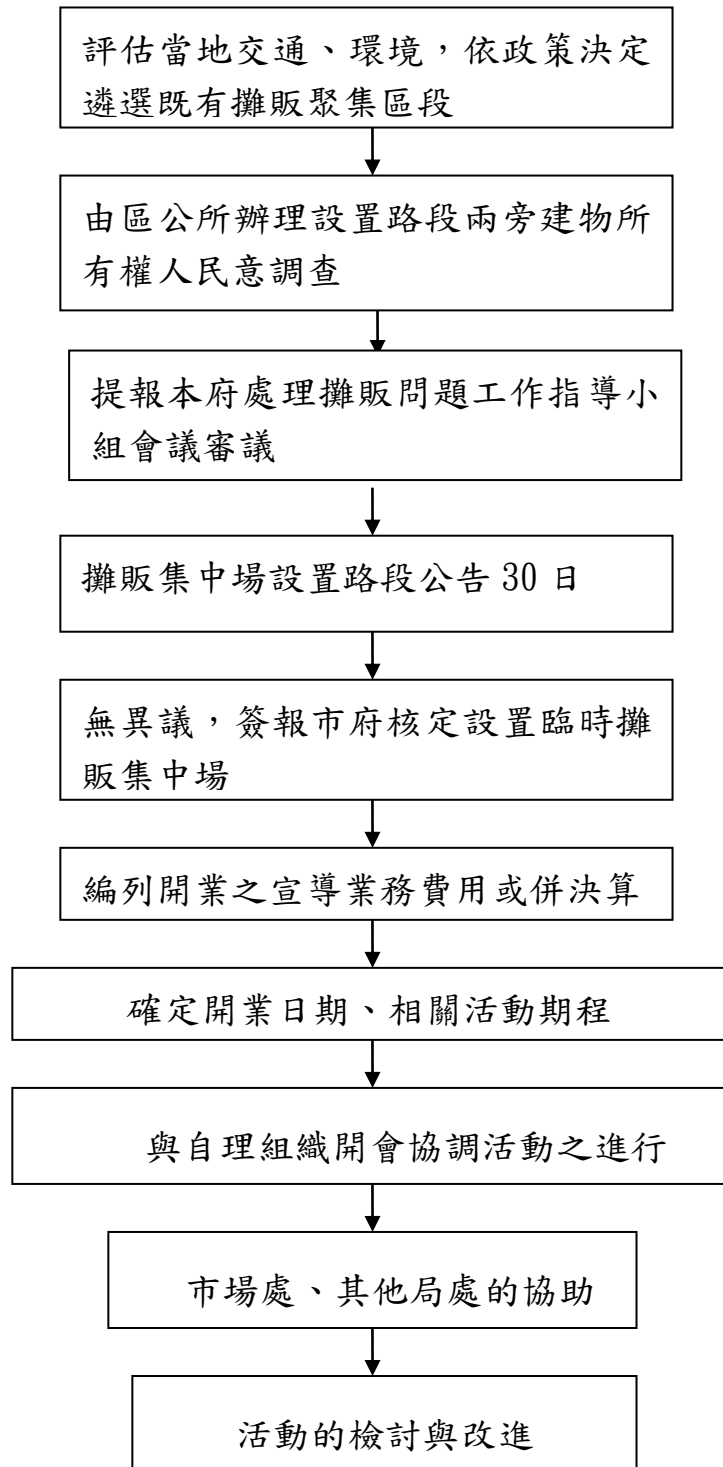 評估當地交通、環境，依政策決定
遴選既有攤販聚集區段
由區公所辦理設置路段兩旁建物所
有權人民意調查
提報本府處理攤販問題工作指導小
組會議審議
攤販集中場設置路段公告 30 日
無異議，簽報市府核定設置臨時攤
販集中場
編列開業之宣導業務費用或併決算
確定開業日期、相關活動期程
與自理組織開會協調活動之進行
市場處、其他局處的協助
活動的檢討與改進